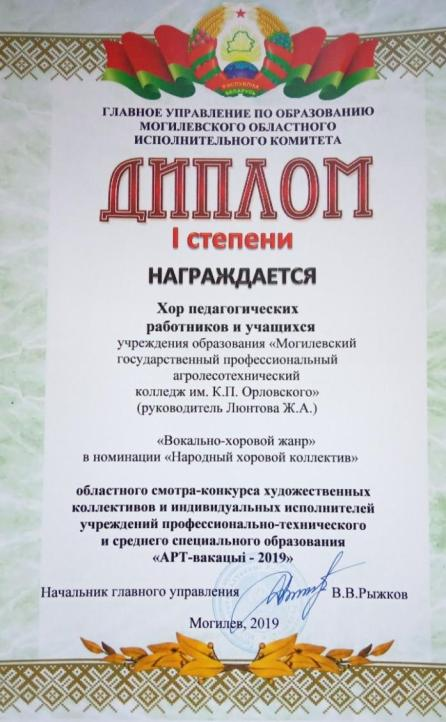 РЭСПУБЛІКА
БЕЛАРУСЬ
ГЛАВНОЕ УПРАВЛЕНИЕ ПО ОБРАЗОВАНИЮ
МОГИЛЕВСКОГО ОБЛАСТНОГО
ИСПОЛНИТЕЛЬНОГО КОМИТЕТА
ДИПЛОМ
I степени
НАГРАЖДАЕТСЯ
Хор педагогических
работников и учащихся
учреждения образования «Могилевский
государственный профессиональный
агролесотехнический
колледж им. К.П. Орловского»
(руководитель Люнтова Ж.А.)
«Вокально-хоровой жанр»
в номинации «Народный хоровой коллектив»
областного смотра-конкурса художественных
коллективов и индивидуальных исполнителей
учреждений профессионально-технического
и среднего специального образования
«АРТ-вакацыі - 2019»
Начальник главного управления В.В.Рыжков
Могилев, 2019